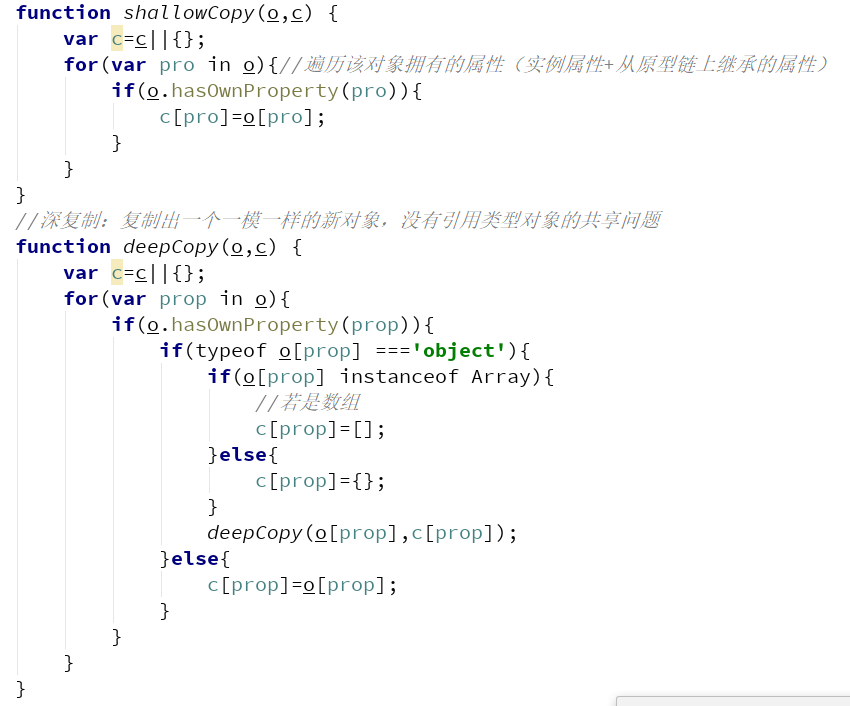 function shallowCopy(o,c) {
    var c=c||{};
    for(var pro in o){//遍历该对象拥有的属性（实例属性+从原型链上继承的属性）
        if(o.hasOwnProperty(pro)){
            c[pro]=o[pro];
        }
    }
}
//深复制：复制出一个一模一样的新对象，没有引用类型对象的共享问题
function deepCopy(o,c) {
    var c=c||{};
    for(var prop in o){
        if(o.hasOwnProperty(prop)){
            if(typeof o[prop] ==='object'){
                if(o[prop] instanceof Array){
                    //若是数组
                    c[prop]=[];
                }else{
                    c[prop]={};
                }
                deepCopy(o[prop],c[prop]);
            }else{
                c[prop]=o[prop];
            }
        }
    }
}